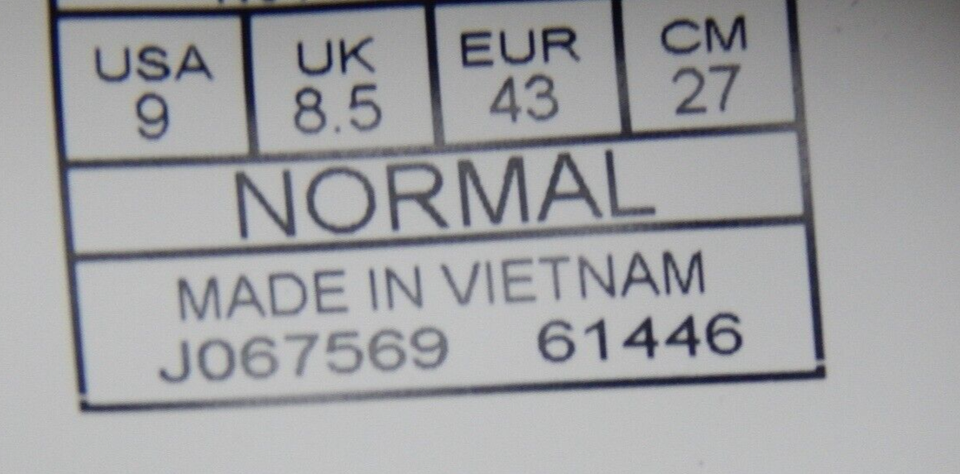 USA UK EUR CM
9 8.5 43 27
NORMAL
MADE IN VIETNAM
J067569 61446